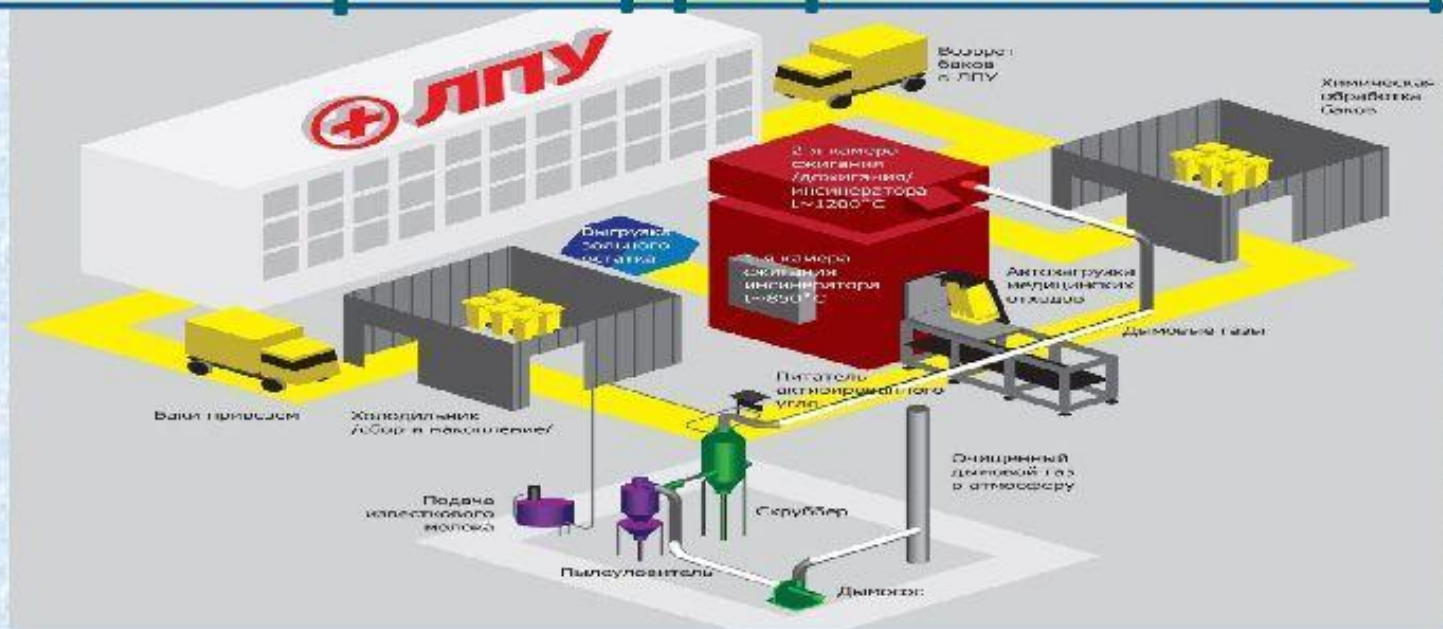 ЛПУ
Возврат
баков
в ЛПУ
Химическая
обработка
баков
2-я камера
сжигания
/дожигания/
инсинератора
t~1200°С
Выгрузка
зольного
остатка
1-я камера
сжигания
инсинератора
t~850°С
Автозагрузка
медицинских
отходов
Дымовые газы
Баки привезем
Холодильник
/сбор и накопление/
Питатель
активированного
угля
Подача
известкового
молока
Скруббер
Очищенный
дымовой газ
в атмосферу
Пылеуловитель
Дымосос